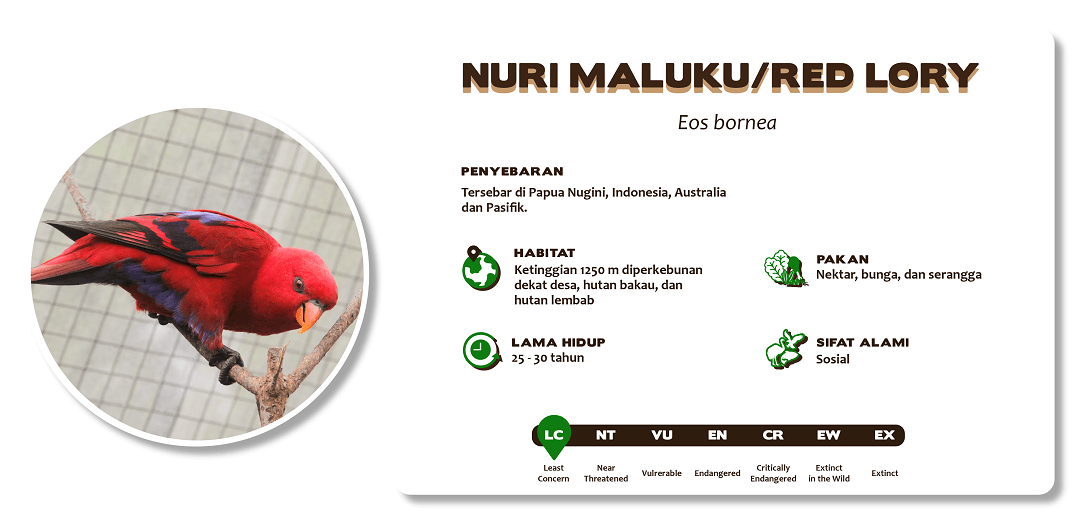 NURI MALUKU/RED LORY
Eos bornea
PENYEBARAN
Tersebar di Papua Nugini, Indonesia, Australia
dan Pasifik.
HABITAT
Ketinggian 1250 m diperkebunan
dekat desa, hutan bakau, dan
hutan lembab
PAKAN
Nektar, bunga, dan serangga
LAMA HIDUP
25 - 30 tahun
SIFAT ALAMI
Sosial
LC NT VU EN CR EW EX
Least Concern
Near Threatened
Vulrerable
Endangered
Critically Endangered
Extinct in the Wild
Extinct